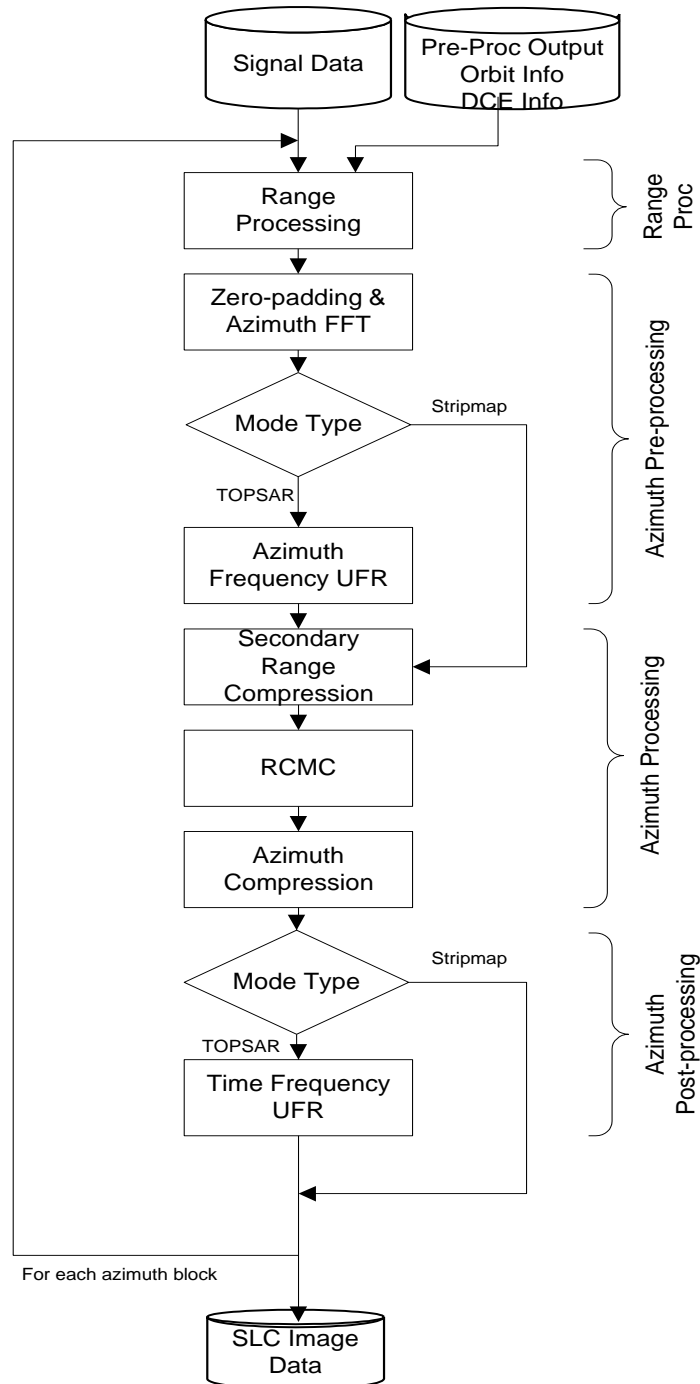 Signal Data
Pre-Proc Output
Orbit Info
DCE Info
Range
Processing
Range
Proc
Zero-padding &
Azimuth FFT
Mode Type
Stripmap
TOPSAR
Azimuth
Frequency UFR
Azimuth Pre-processing
Secondary
Range
Compression
RCMC
Azimuth
Compression
Azimuth Processing
Mode Type
Stripmap
TOPSAR
Time Frequency
UFR
Azimuth
Post-processing
For each azimuth block
SLC Image
Data